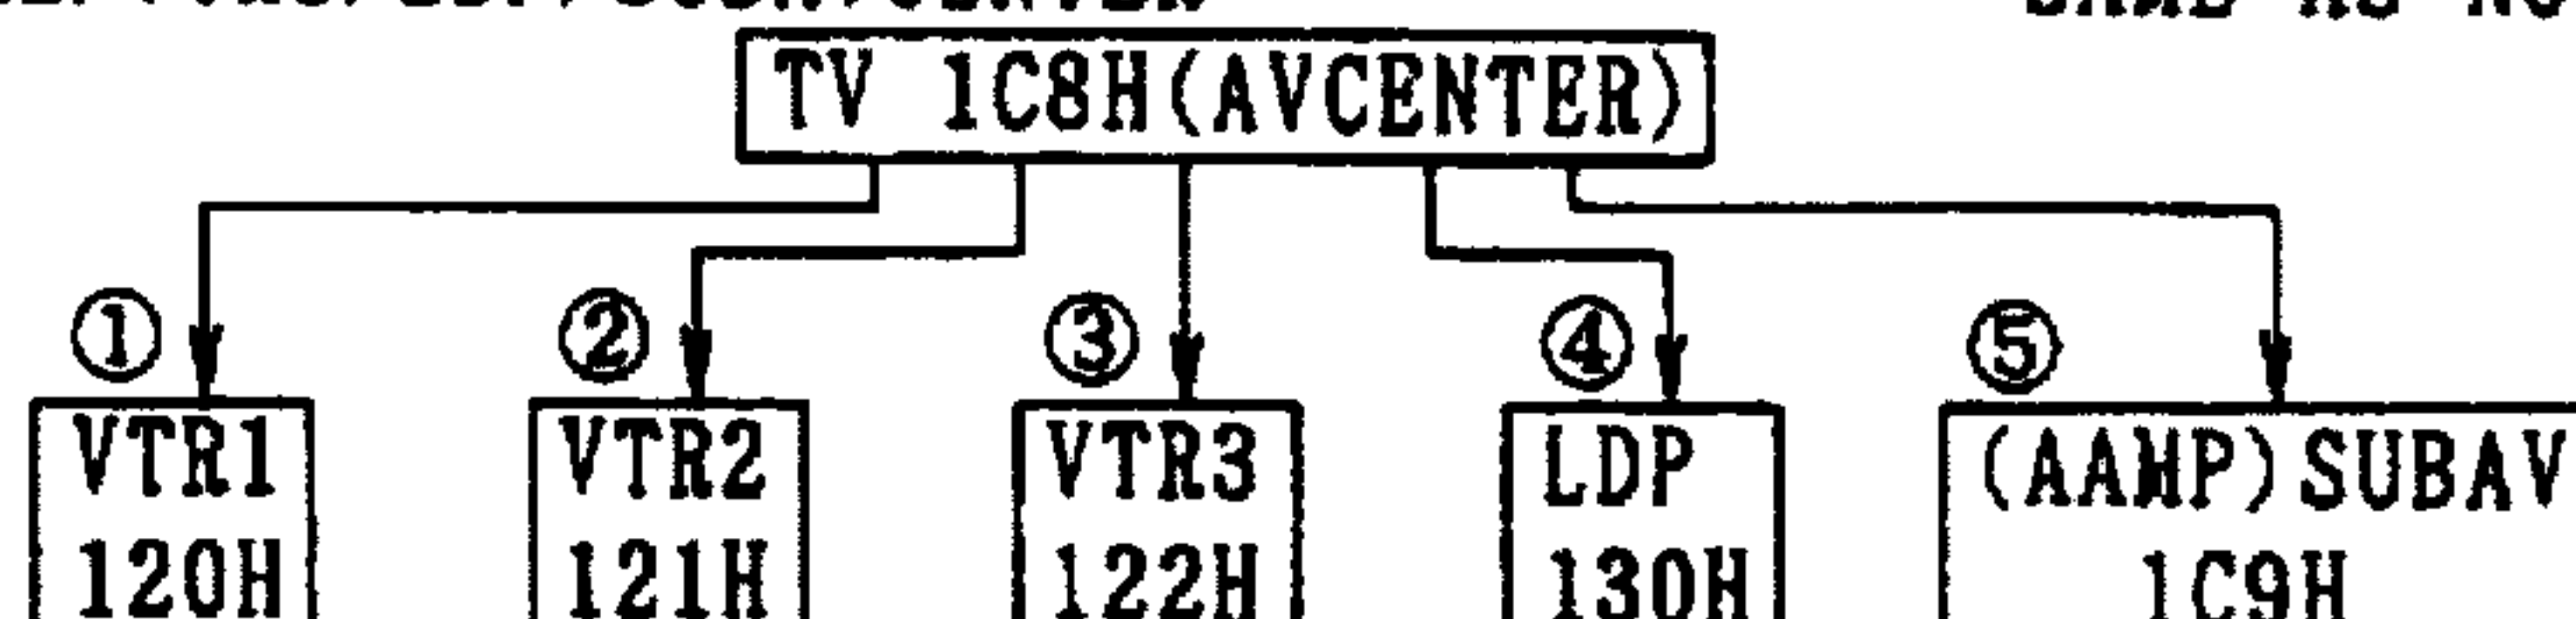 TV 1C8H(AVCENTER)
① ② ③ ④ ⑤
VTR1 VTR2 VTR3 LDP (AAMP)SUBAV
120H 121H 122H 130H 1C9H